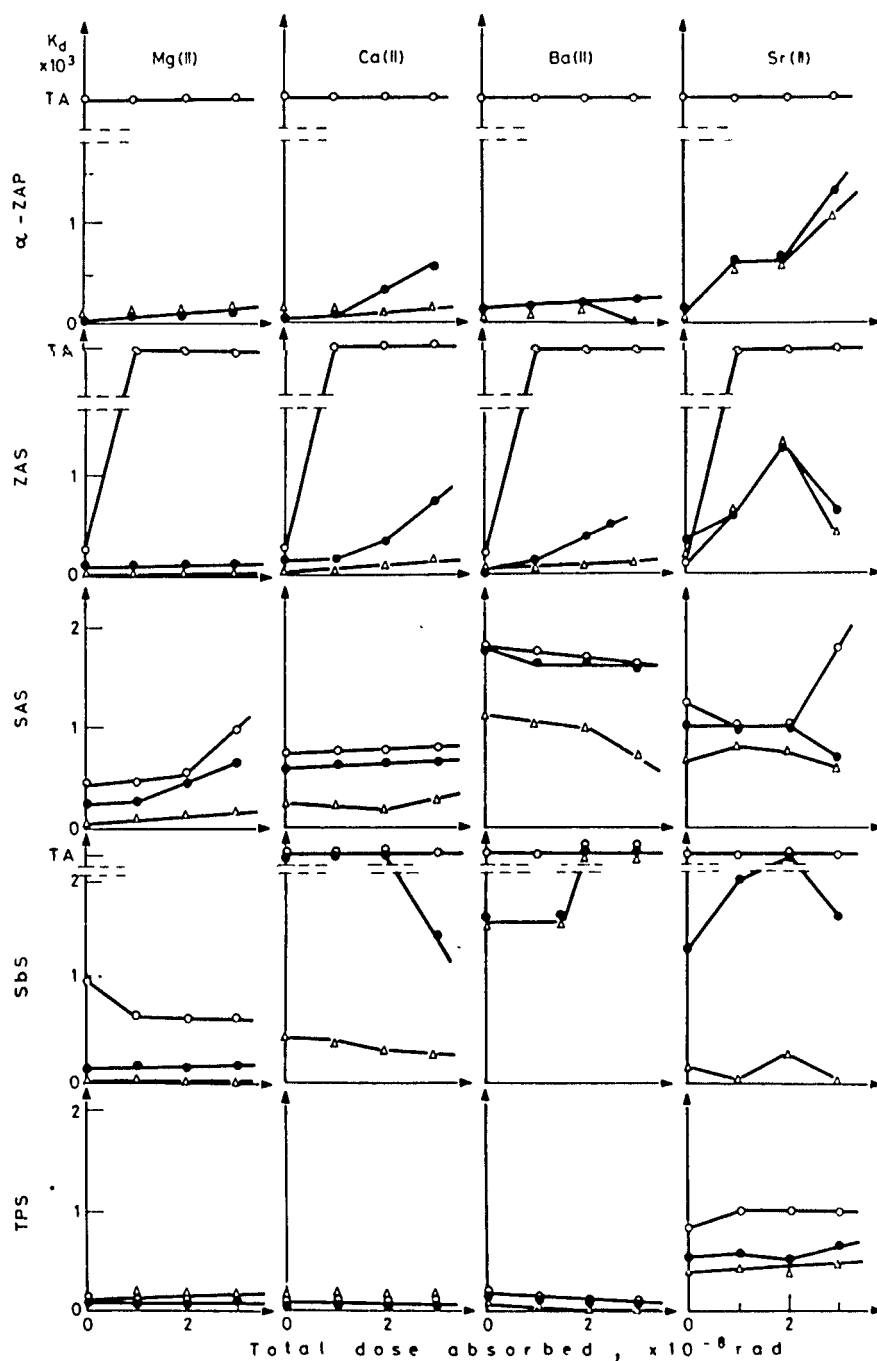 Kd
×10³
Mg(II)
Ca(II)
Ba(II)
Sr(II)
TA
α-ZAP
1
0
TA
ZAS
1
0
SAS
2
1
0
TA
SbS
2
1
0
TPS
2
1
0
0 2 0 2 0 2 0 2
Total dose absorbed, ×10⁻⁸ rad